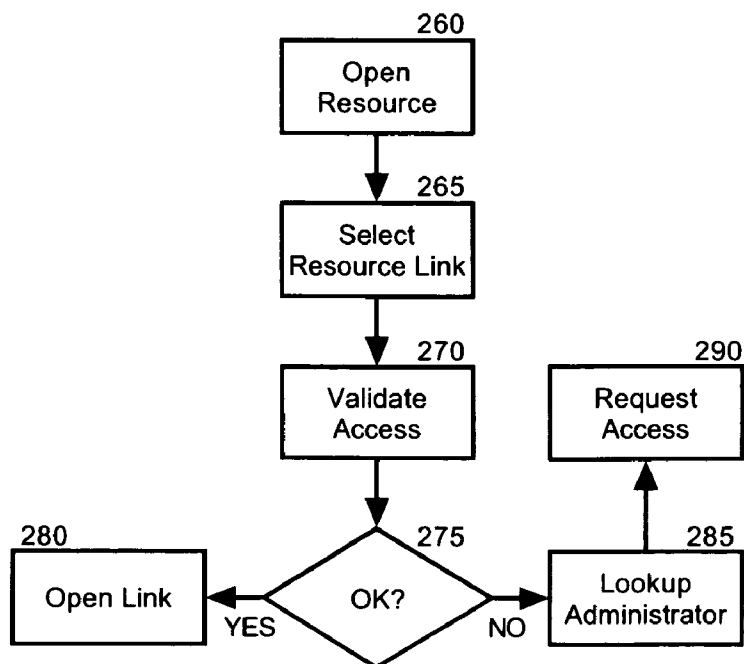 260
Open
Resource
265
Select
Resource Link
270
Validate
Access
290
Request
Access
280
Open Link
275
OK?
YES
NO
285
Lookup
Administrator